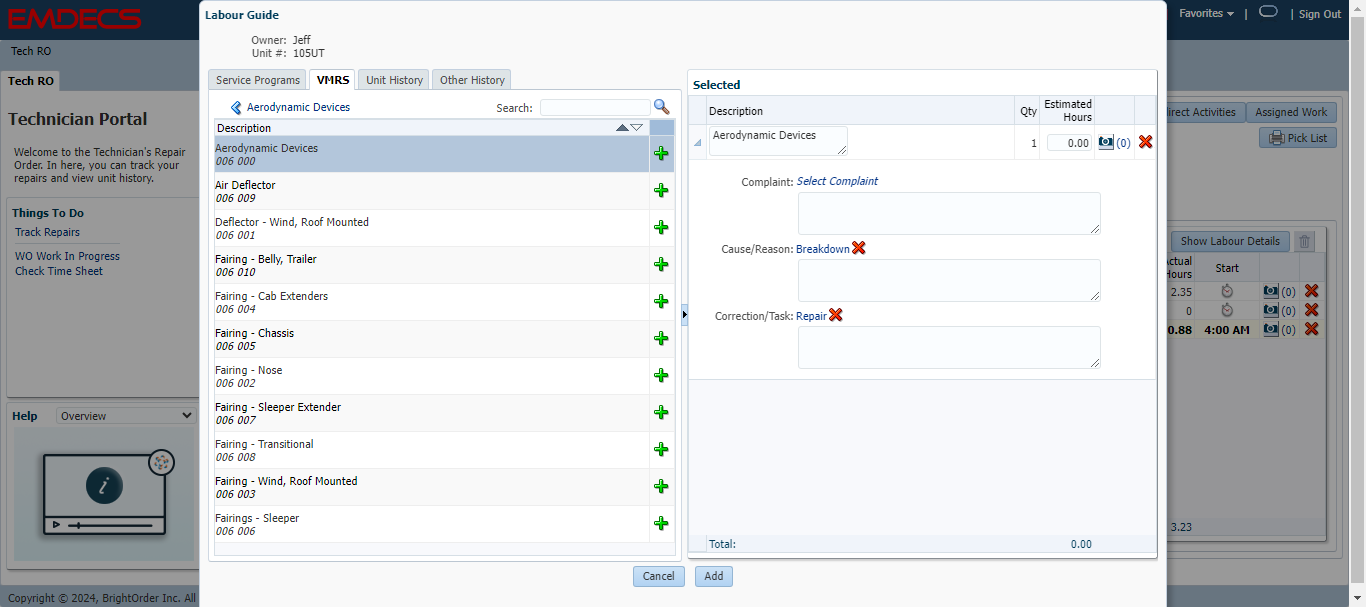 EMDECS
Favorites | | Sign Out
Tech RO
Tech RO
Technician Portal
Welcome to the Technician's Repair
Order. In here, you can track your
repairs and view unit history.
Things To Do
Track Repairs
WO Work In Progress
Check Time Sheet
Help Overview
Copyright © 2024, BrightOrder Inc. All
Labour Guide
Owner: Jeff
Unit #: 105UT
Service Programs VMRS Unit History Other History
Aerodynamic Devices Search:
Description
Aerodynamic Devices
006 000
Air Deflector
006 009
Deflector - Wind, Roof Mounted
006 001
Fairing - Belly, Trailer
006 010
Fairing - Cab Extenders
006 004
Fairing - Chassis
006 005
Fairing - Nose
006 002
Fairing - Sleeper Extender
006 007
Fairing - Transitional
006 008
Fairing - Wind, Roof Mounted
006 003
Fairings - Sleeper
006 006
Selected
Description Qty Estimated
Hours
Aerodynamic Devices 1 0.00 (0)
Complaint: Select Complaint
Cause/Reason: Breakdown
Correction/Task: Repair
Total: 0.00
Cancel Add
irect Activities Assigned Work
Pick List
Show Labour Details
ctual
Hours Start
2.35 (0)
0 (0)
0.88 4:00 AM (0)
3.23